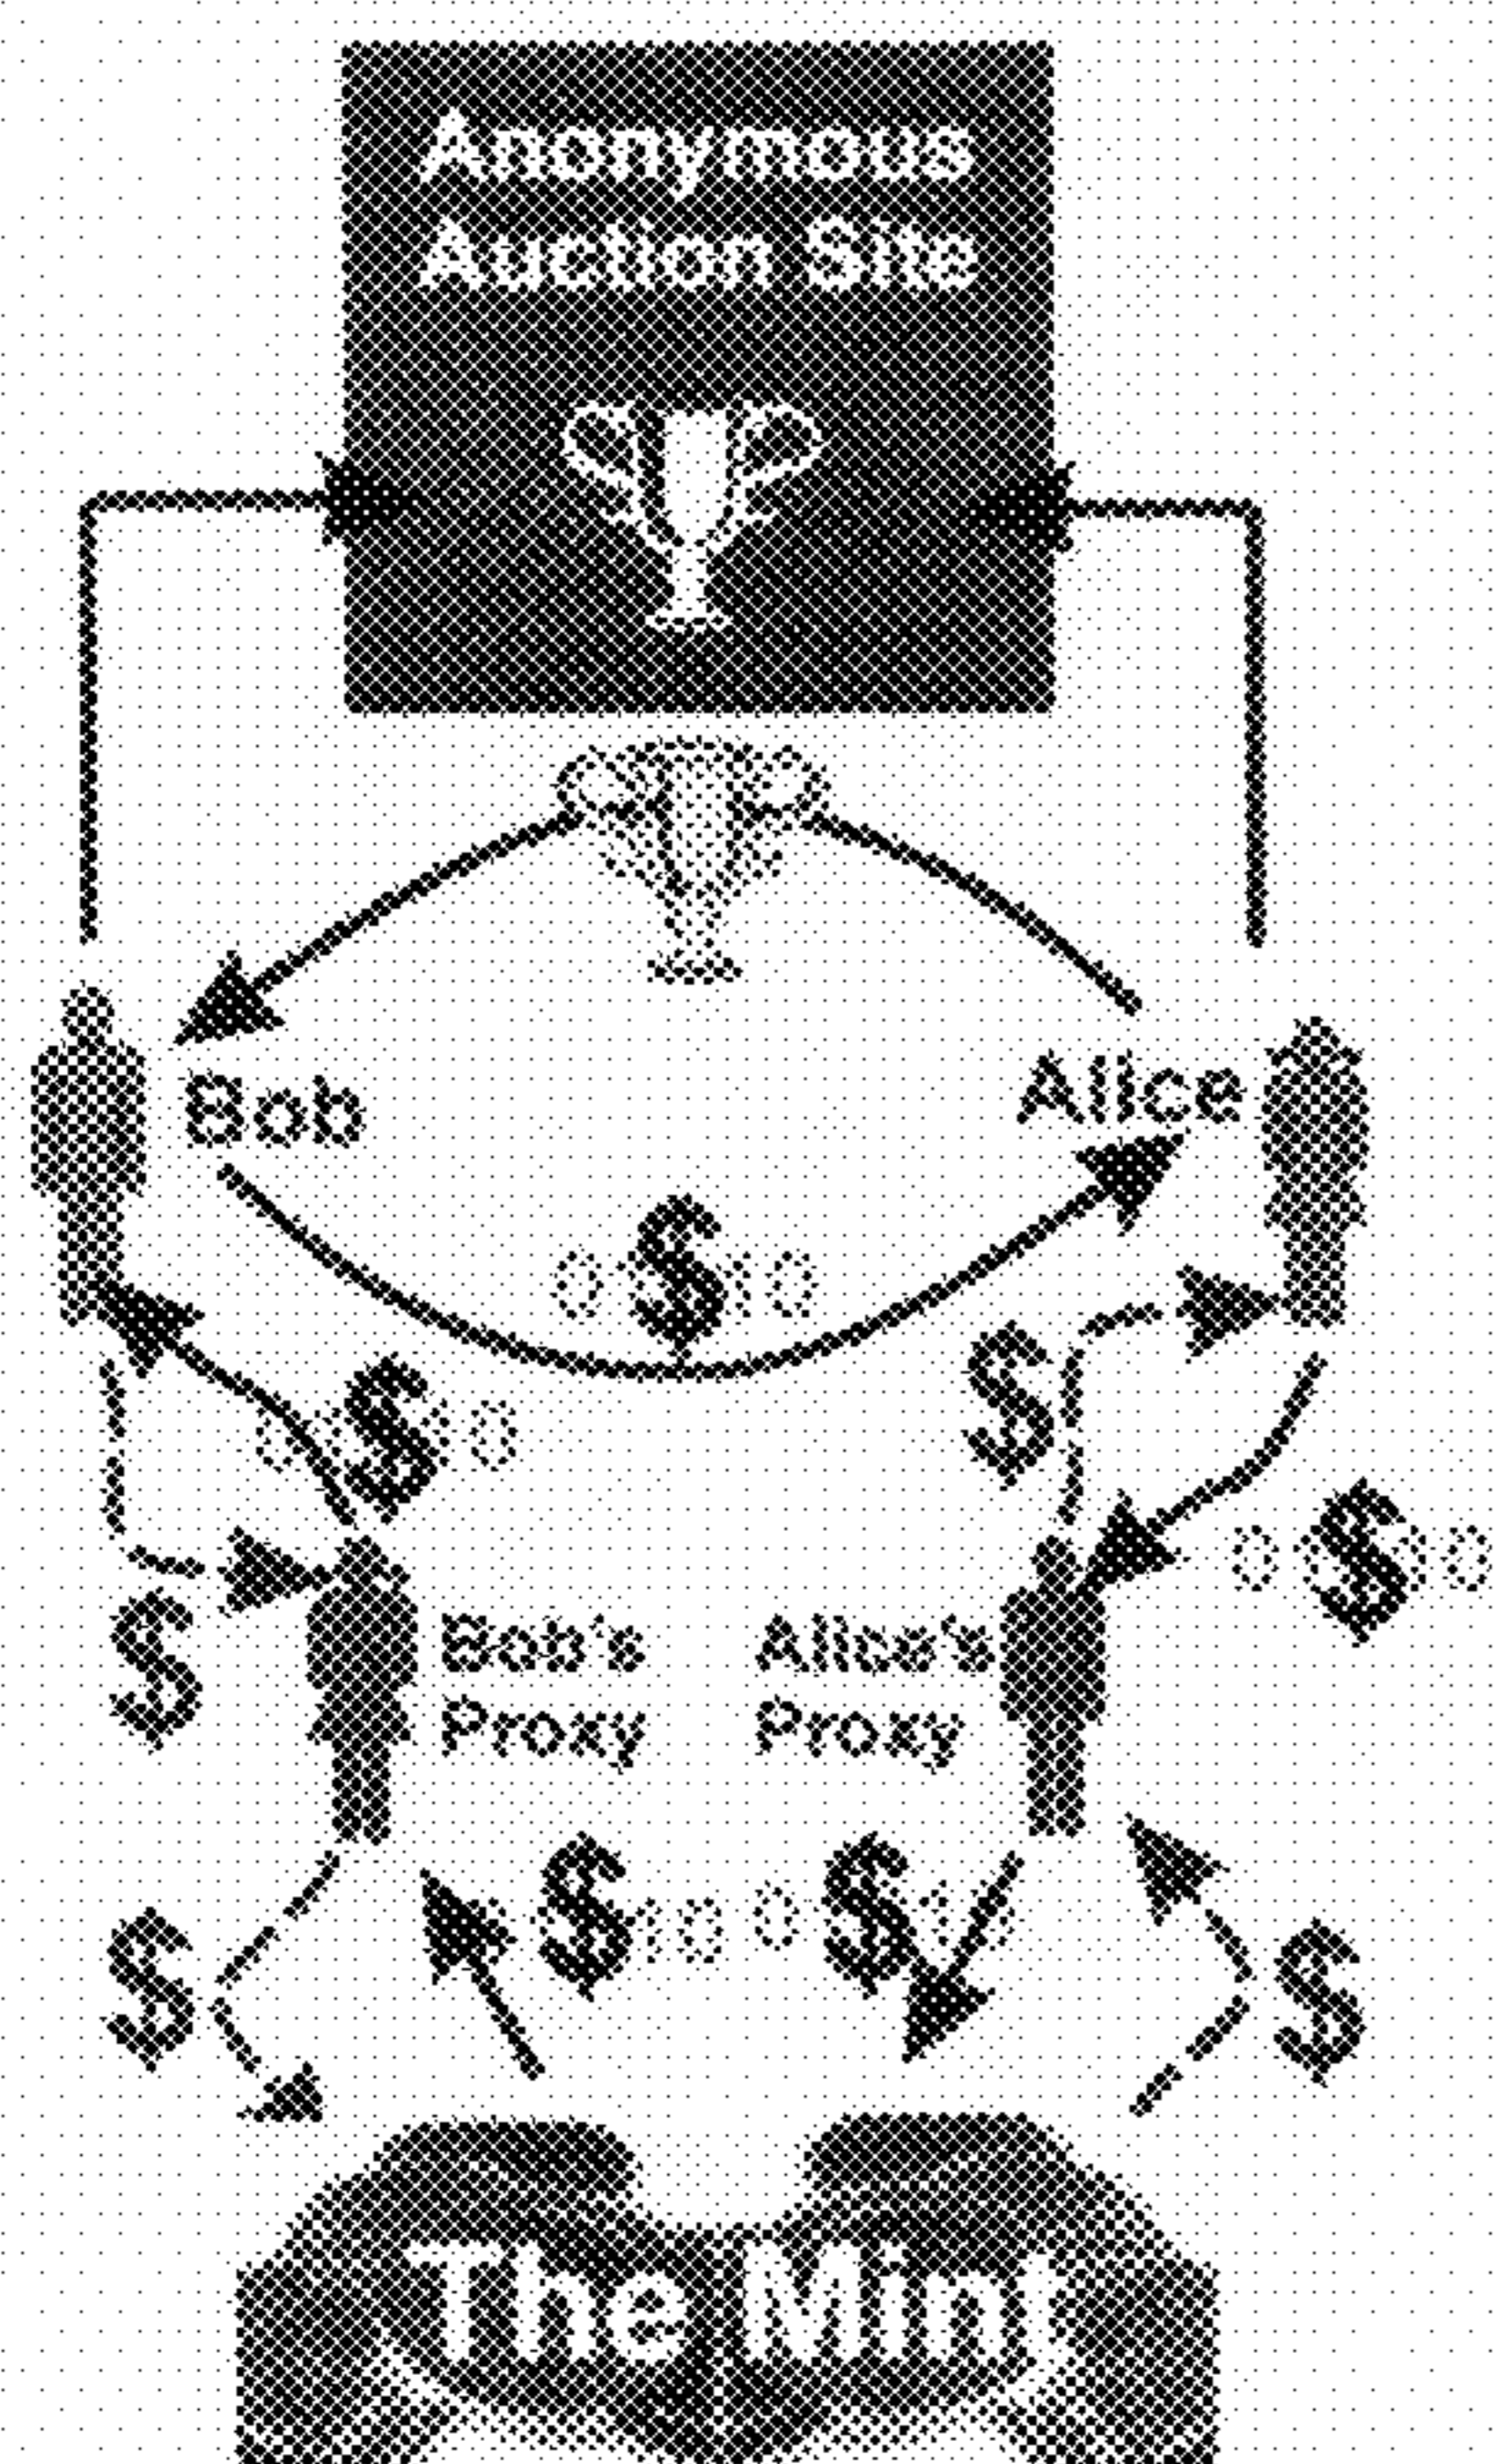 Anonymous
Auction Site
Bob
Alice
$
$
$
$
$
Bob's
Proxy
Alice's
Proxy
$
$
$
$
The Mint